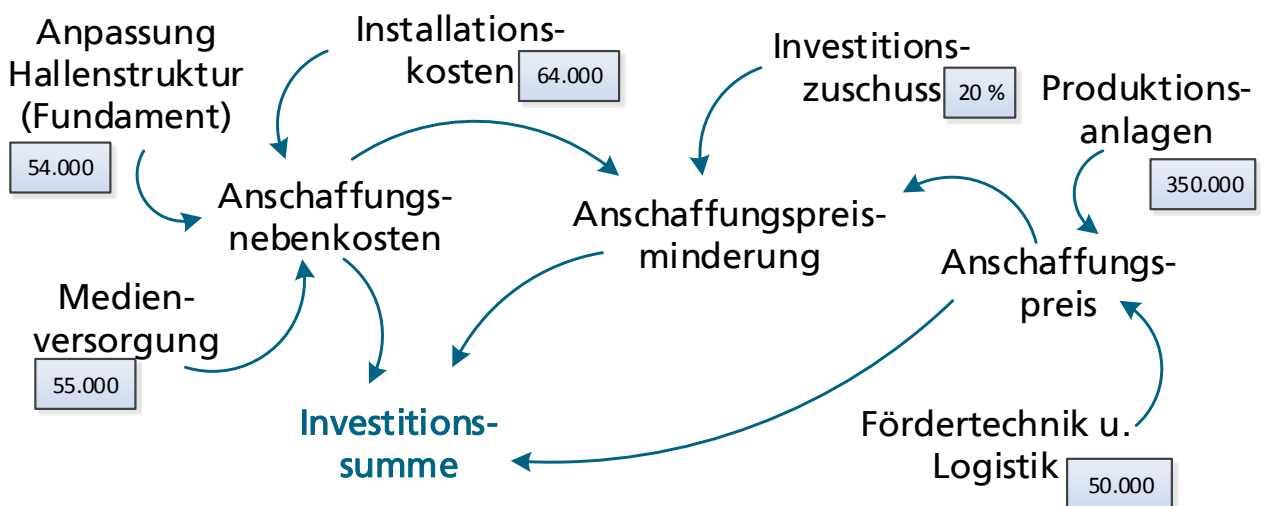 Anpassung
Hallenstruktur
(Fundament)
54.000
Installations-
kosten
64.000
Investitions-
zuschuss
20 %
Produktions-
anlagen
350.000
Anschaffungs-
nebenkosten
Anschaffungspreis-
minderung
Anschaffungs-
preis
Medien-
versorgung
55.000
Investitions-
summe
Fördertechnik u.
Logistik
50.000